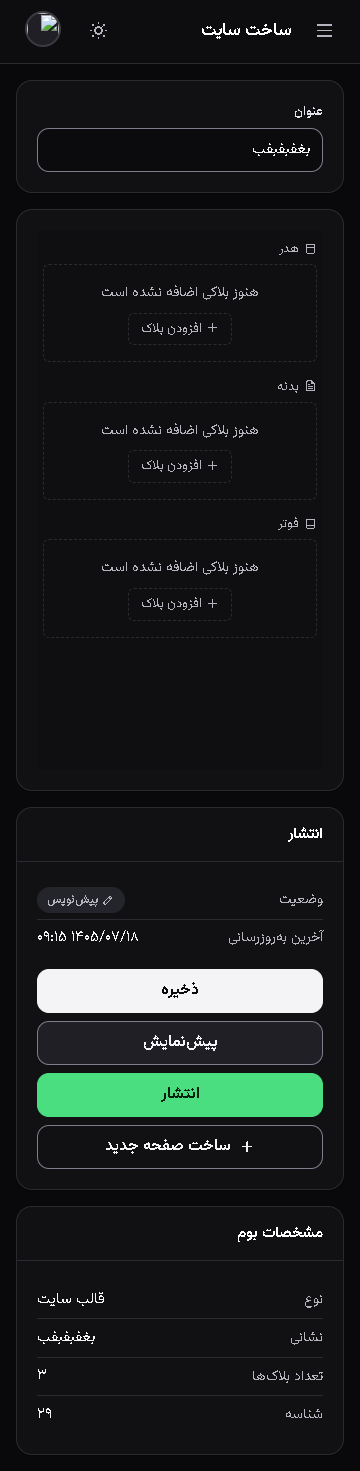 ساخت سایت
عنوان
یغفیفیفب
هدر
هنوز بلاکی اضافه نشده است
+ افزودن بلاک
بدنه
هنوز بلاکی اضافه نشده است
+ افزودن بلاک
فوتر
هنوز بلاکی اضافه نشده است
+ افزودن بلاک
انتشار
وضعیت پیش‌نویس
آخرین به‌روزرسانی ۱۴۰۵/۰۷/۱۸ ۰۹:۱۵
ذخیره
پیش‌نمایش
انتشار
+ ساخت صفحه جدید
مشخصات بوم
نوع قالب سایت
نشانی یغفیفیفب
تعداد بلاک‌ها ۳
شناسه ۲۹